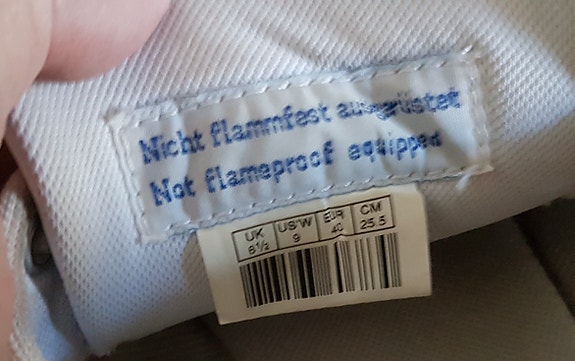 Nicht flammfest ausgerüstet
Not flameproof equipped
UK US'W EUR CM
6½ 9 40 25.5